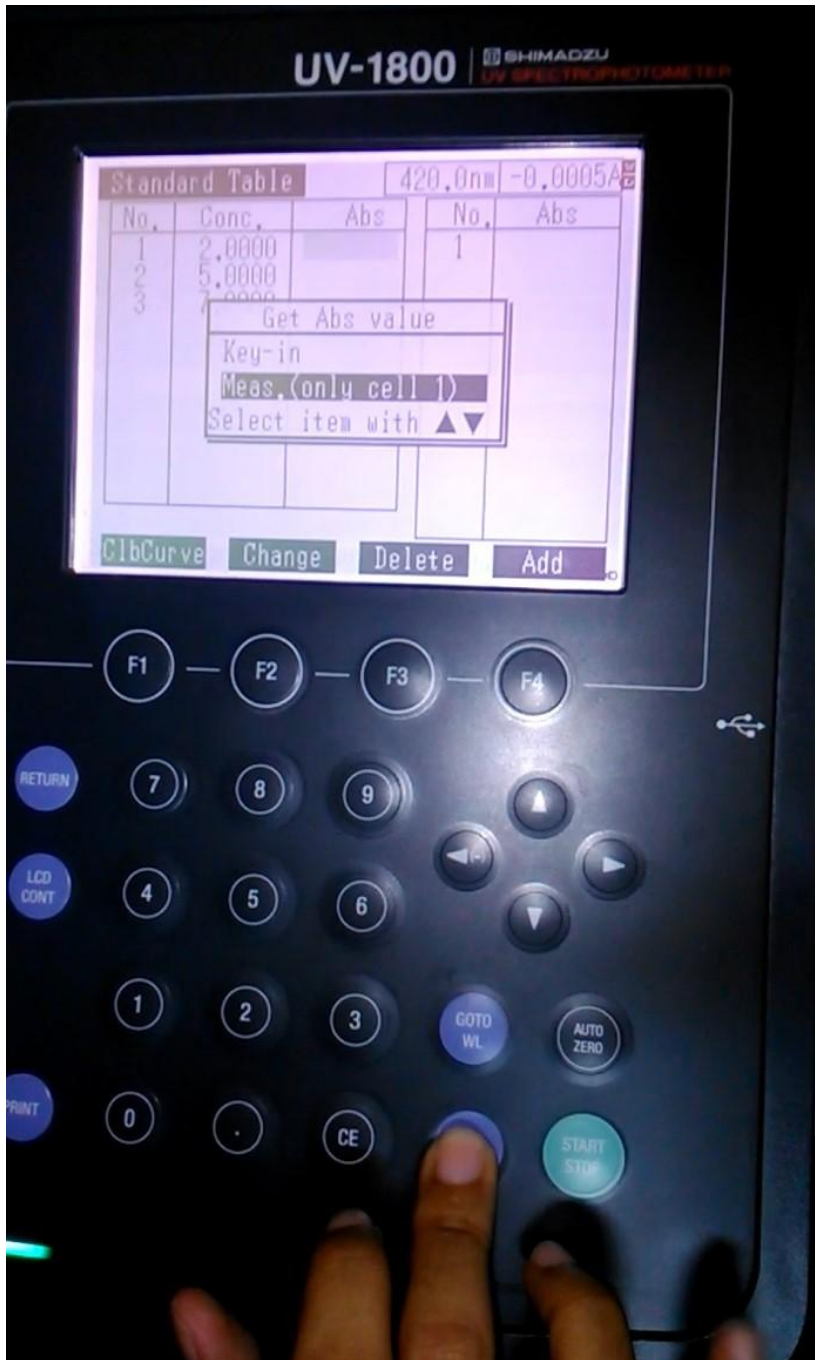 UV-1800 SHIMADZU
UV SPECTROPHOTOMETER
Standard Table 420.0nm -0.0005A
No. Conc. Abs No. Abs
1 2.0000 1
2 5.0000
3 7.0000
Get Abs value
Key-in
Meas.(only cell 1)
Select item with ▲▼
ClbCurve Change Delete Add
F1 F2 F3 F4
RETURN 7 8 9
LCD
CONT 4 5 6
1 2 3 GOTO
WL AUTO
ZERO
PRINT 0 . CE START
STOP